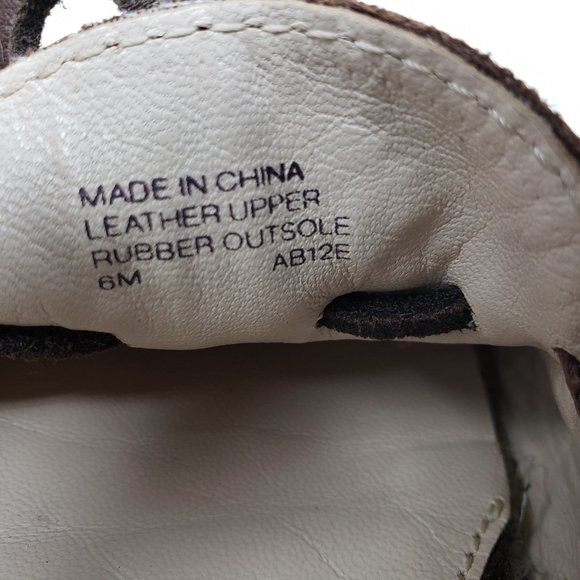 MADE IN CHINA
LEATHER UPPER
RUBBER OUTSOLE
6M AB12E